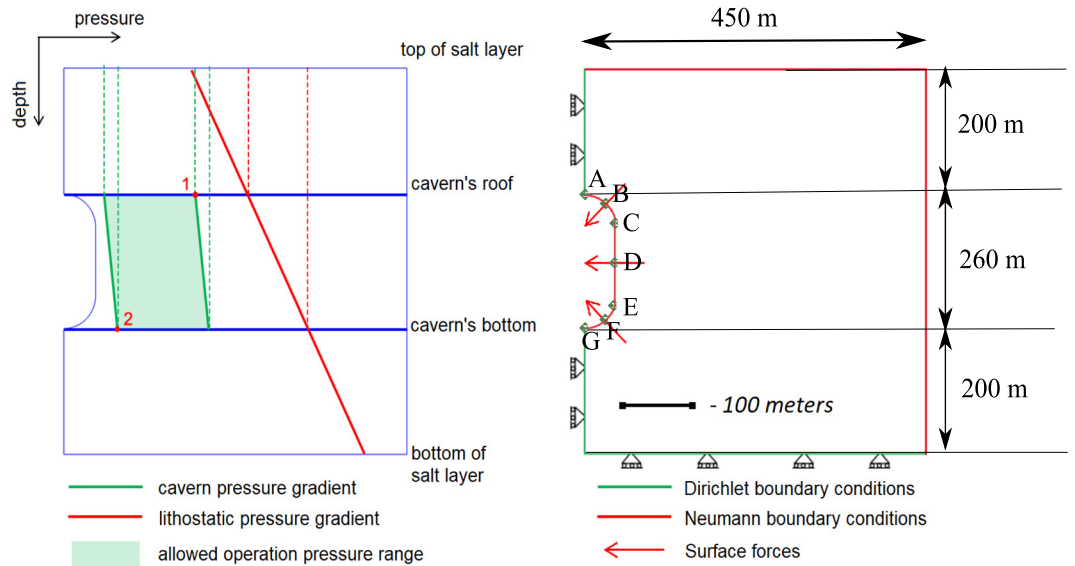 pressure
depth
top of salt layer
1
cavern's roof
2
cavern's bottom
bottom of
salt layer
cavern pressure gradient
lithostatic pressure gradient
allowed operation pressure range
450 m
200 m
A
B
C
260 m
D
E
F
G
200 m
- 100 meters
Dirichlet boundary conditions
Neumann boundary conditions
Surface forces